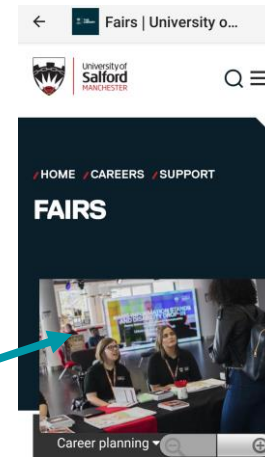 Fairs | University o...
University of
Salford
MANCHESTER
/HOME /CAREERS /SUPPORT
FAIRS
Career planning